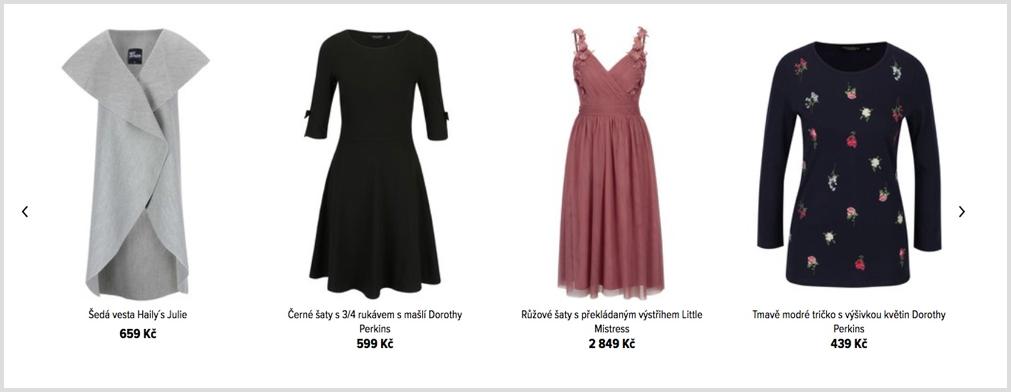 Šedá vesta Haily´s Julie
659 Kč
Černé šaty s 3/4 rukávem s mašlí Dorothy
Perkins
599 Kč
Růžové šaty s překládaným výstřihem Little
Mistress
2 849 Kč
Tmavě modré tričko s výšivkou květin Dorothy
Perkins
439 Kč